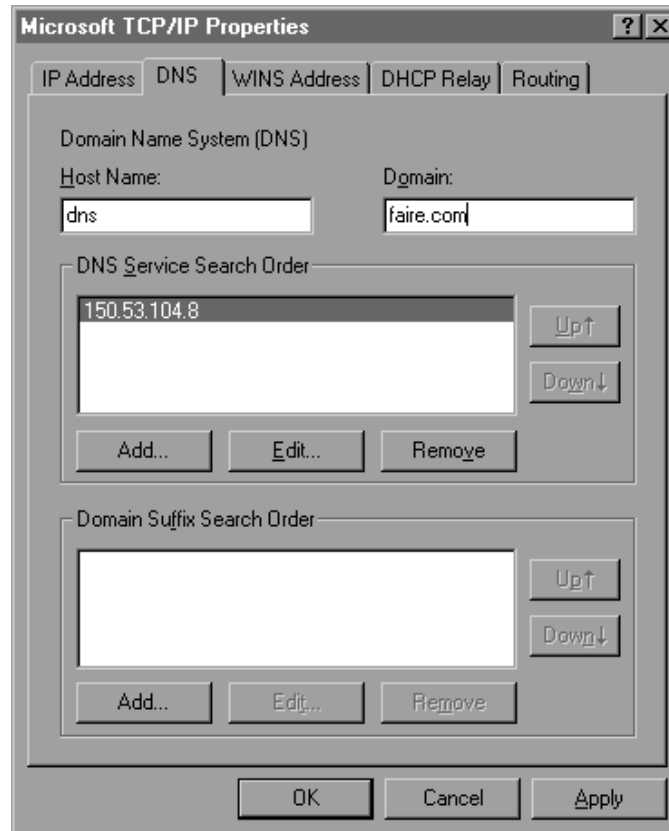 Microsoft TCP/IP Properties
IP Address DNS WINS Address DHCP Relay Routing
Domain Name System (DNS)
Host Name: Domain:
dns faire.com
DNS Service Search Order
150.53.104.8
Up↑
Down↓
Add... Edit... Remove
Domain Suffix Search Order
Up↑
Down↓
Add... Edit... Remove
OK Cancel Apply